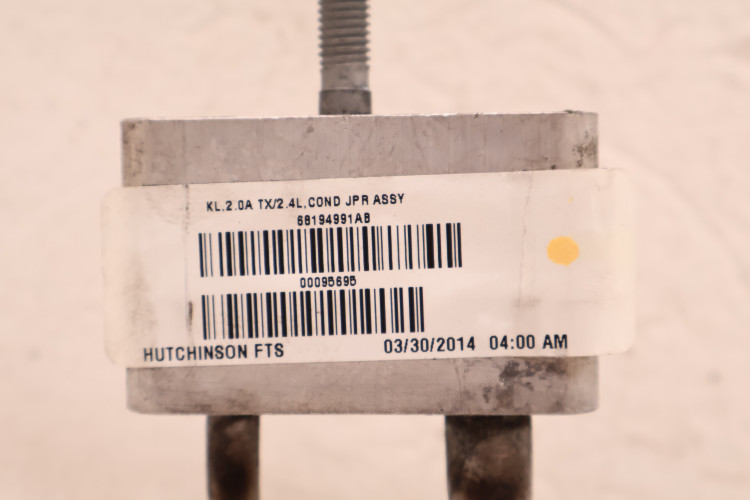 KL.2.0A TX/2.4L,COND JPR ASSY
68194991AB
00095695
HUTCHINSON FTS 03/30/2014 04:00 AM